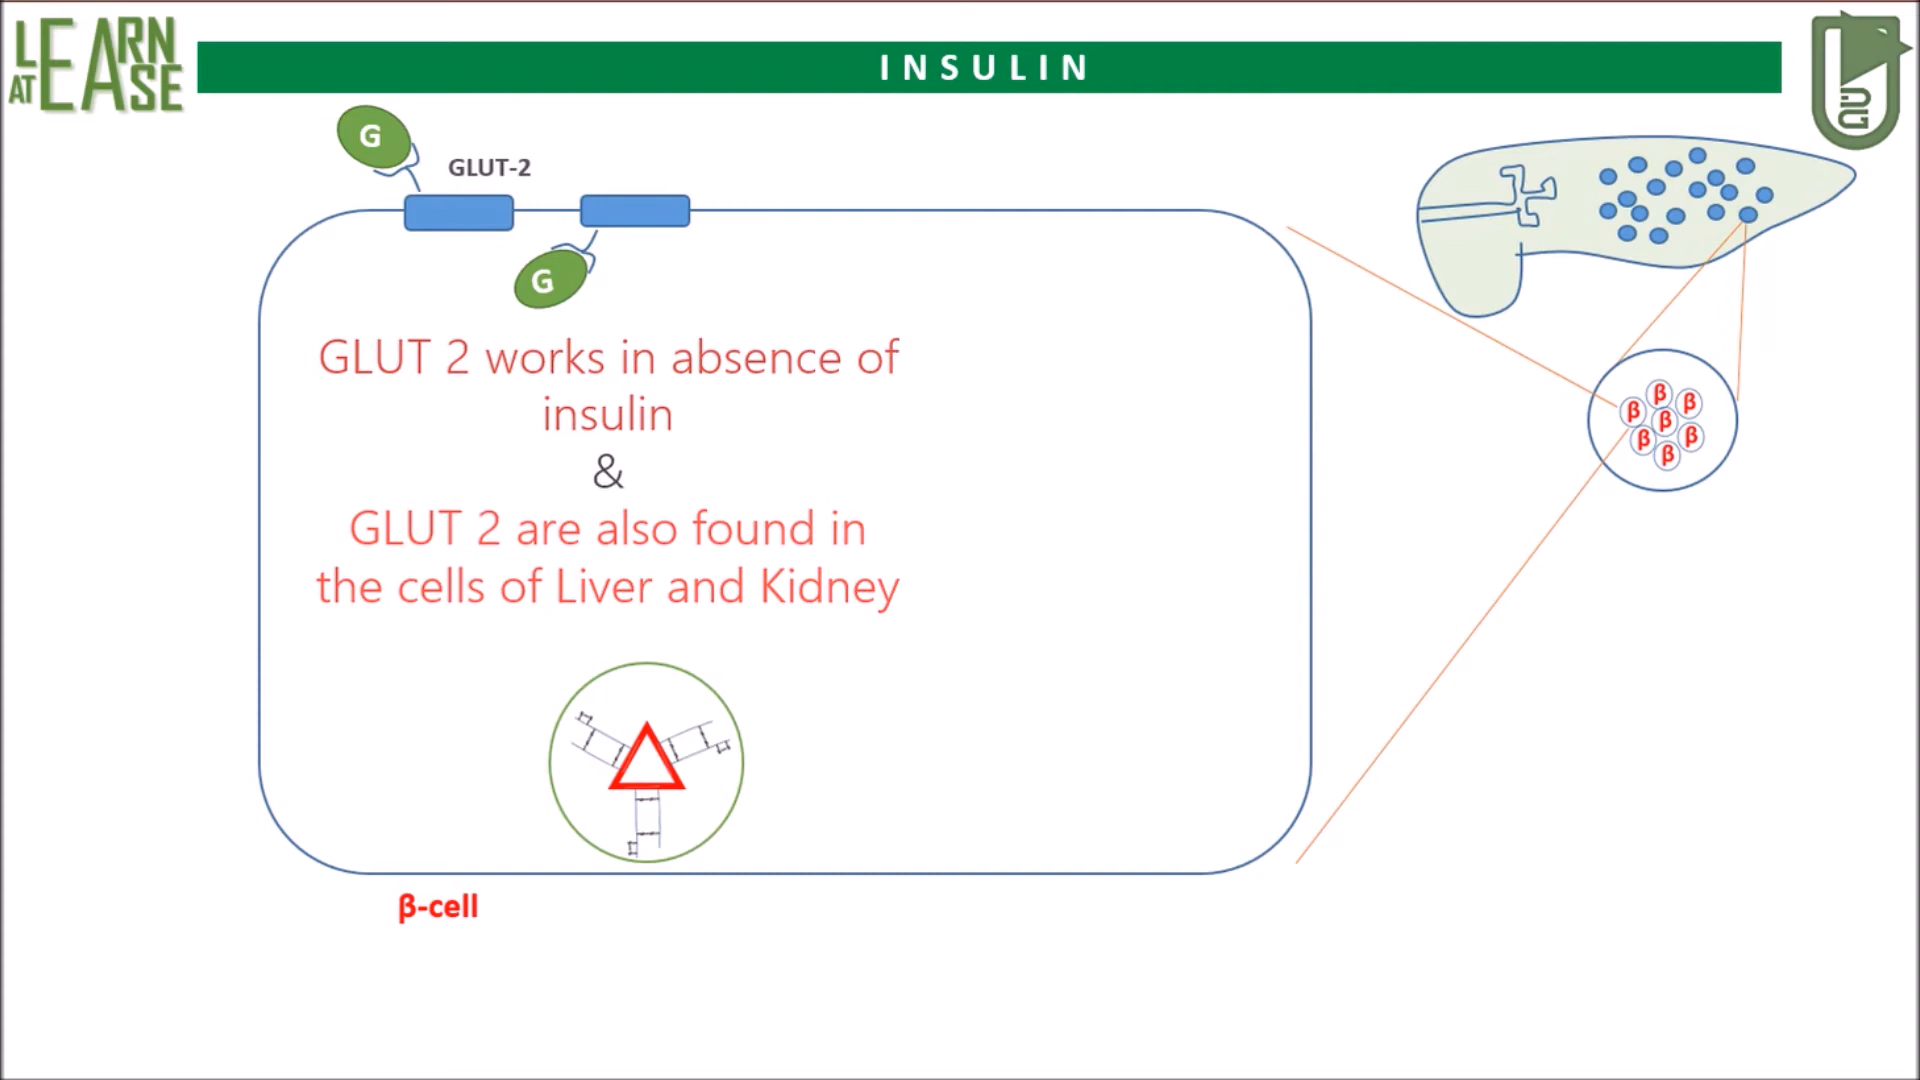 LEARN
AT EASE
INSULIN
G
GLUT-2
G
GLUT 2 works in absence of
insulin
&
GLUT 2 are also found in
the cells of Liver and Kidney
β
β
β
β
β
β
β
β-cell